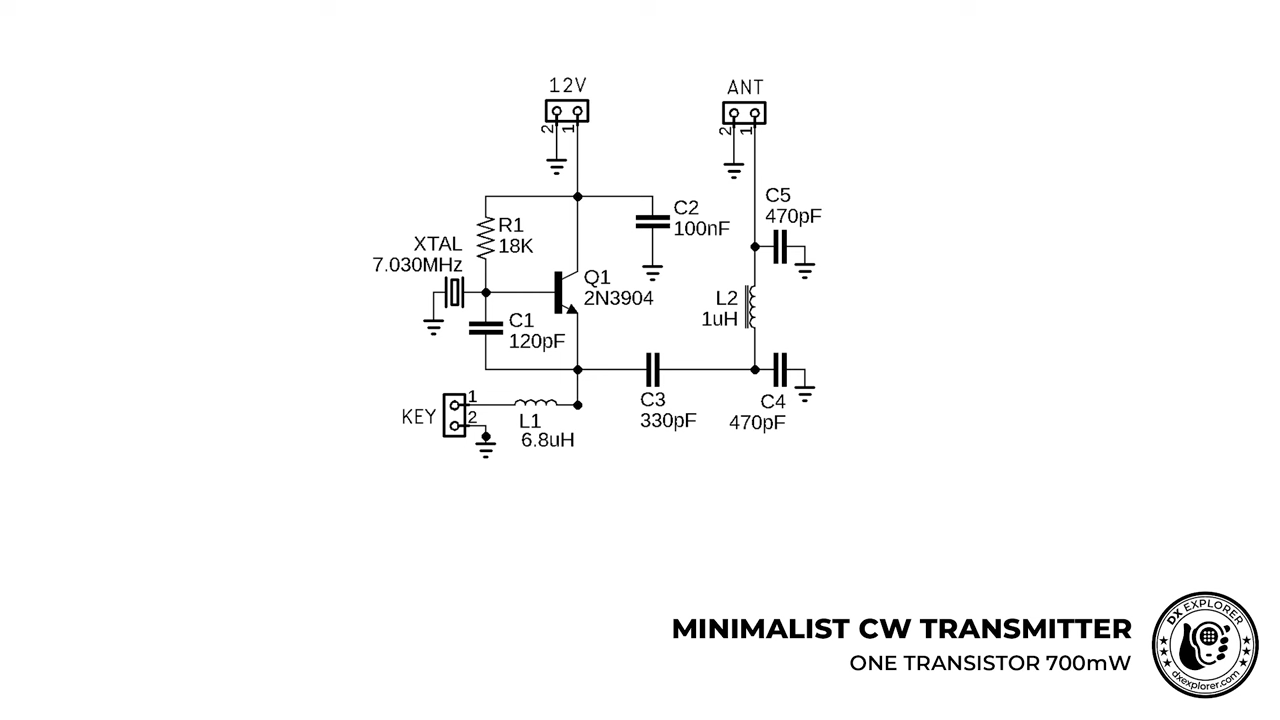 12V
ANT
2
1
2
1
R1
18K
C2
100nF
C5
470pF
XTAL
7.030MHz
Q1
2N3904
L2
1uH
C1
120pF
KEY
1
2
L1
6.8uH
C3
330pF
C4
470pF
MINIMALIST CW TRANSMITTER
ONE TRANSISTOR 700mW
DX EXPLORER
dxexplorer.com